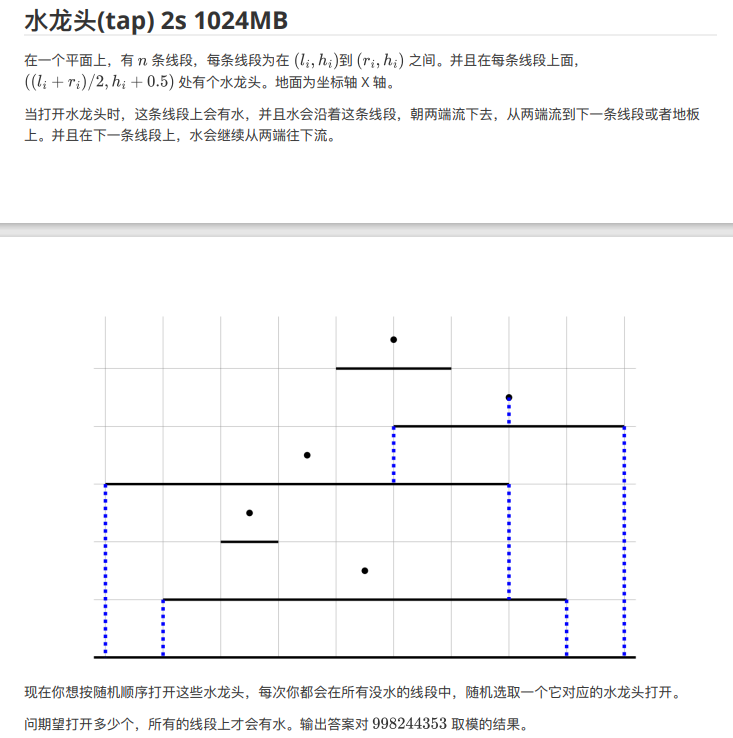 水龙头(tap) 2s 1024MB
在一个平面上，有 n 条线段，每条线段为在 (l_i, h_i)到 (r_i, h_i) 之间。并且在每条线段上面，
((l_i + r_i)/2, h_i + 0.5) 处有个水龙头。地面为坐标轴 X 轴。
当打开水龙头时，这条线段上会有水，并且水会沿着这条线段，朝两端流下去，从两端流到下一条线段或者地板
上。并且在下一条线段上，水会继续从两端往下流。
现在你想按随机顺序打开这些水龙头，每次你都会在所有没水的线段中，随机选取一个它对应的水龙头打开。
问期望打开多少个，所有的线段上才会有水。输出答案对 998244353 取模的结果。